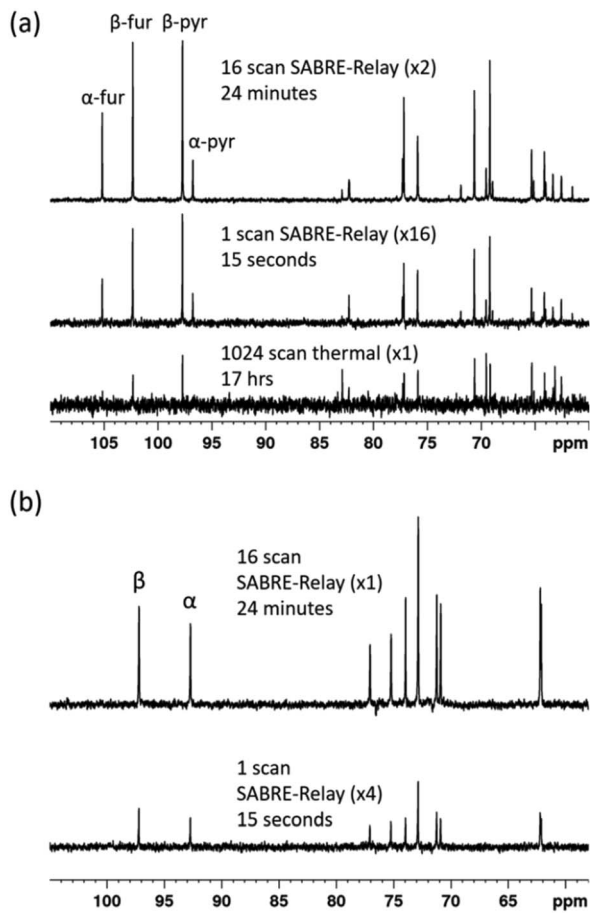 (a)
β-fur β-pyr
α-fur
α-pyr
16 scan SABRE-Relay (x2)
24 minutes
1 scan SABRE-Relay (x16)
15 seconds
1024 scan thermal (x1)
17 hrs
105 100 95 90 85 80 75 70 ppm
(b)
β
α
16 scan
SABRE-Relay (x1)
24 minutes
1 scan
SABRE-Relay (x4)
15 seconds
100 95 90 85 80 75 70 65 ppm